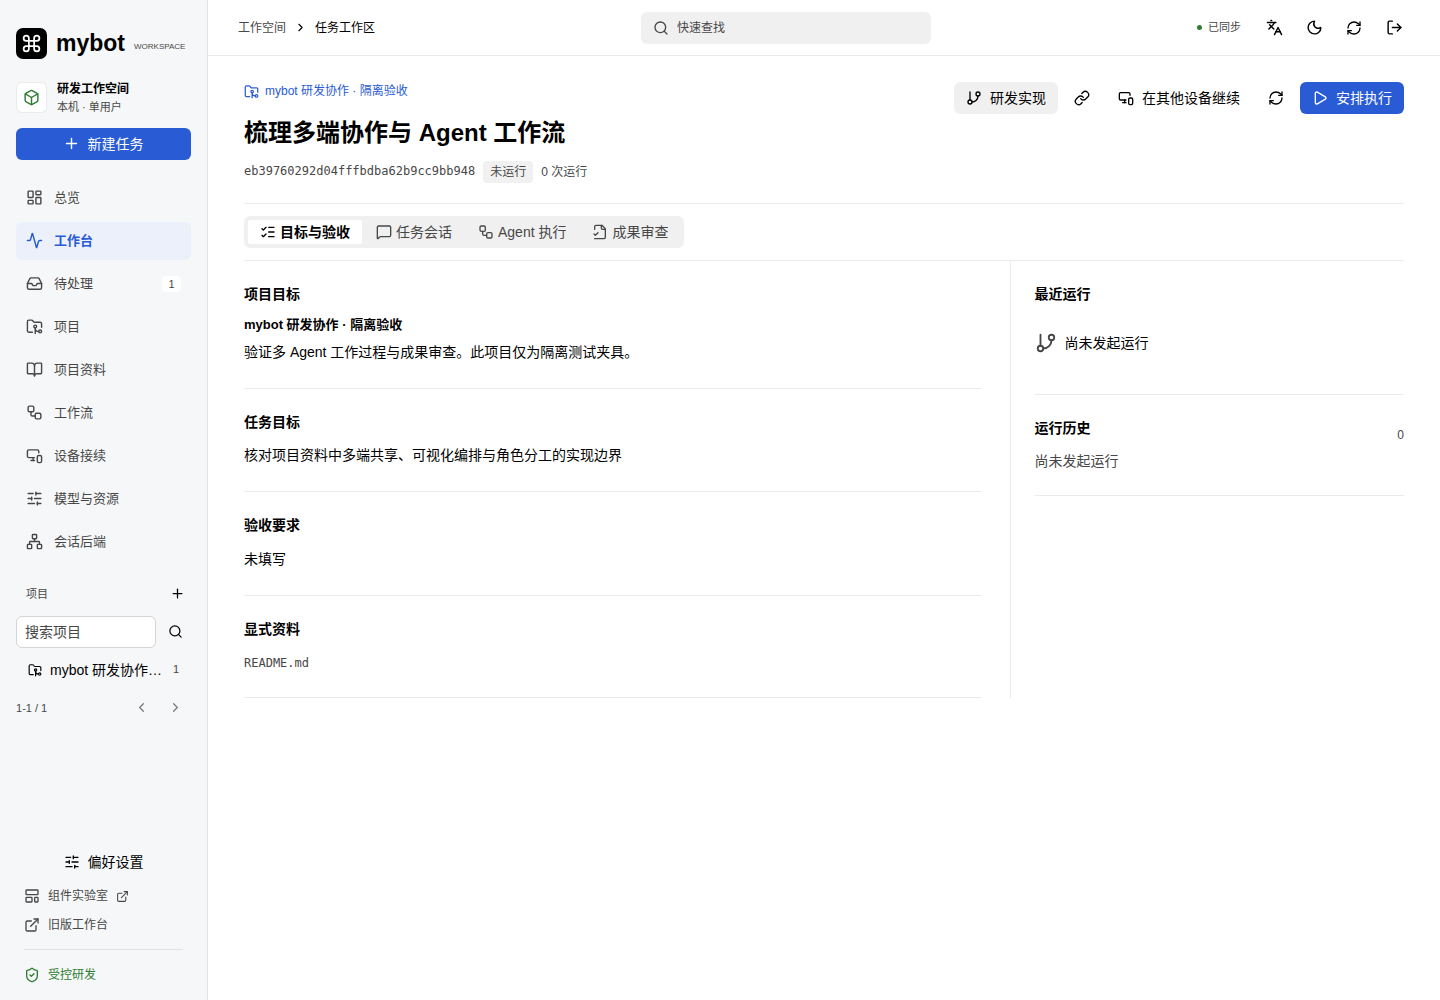 mybot WORKSPACE
研发工作空间
本机 · 单用户
新建任务
总览
工作台
待处理 1
项目
项目资料
工作流
设备接续
模型与资源
会话后端
项目
搜索项目
mybot 研发协作… 1
1-1 / 1
偏好设置
组件实验室
旧版工作台
受控研发
工作空间 任务工作区
快速查找
已同步
mybot 研发协作 · 隔离验收
梳理多端协作与 Agent 工作流
eb39760292d04fffbdba62b9cc9bb948 未运行 0 次运行
研发实现
在其他设备继续
安排执行
目标与验收 任务会话 Agent 执行 成果审查
项目目标
mybot 研发协作 · 隔离验收
验证多 Agent 工作过程与成果审查。此项目仅为隔离测试夹具。
任务目标
核对项目资料中多端共享、可视化编排与角色分工的实现边界
验收要求
未填写
显式资料
README.md
最近运行
尚未发起运行
运行历史 0
尚未发起运行